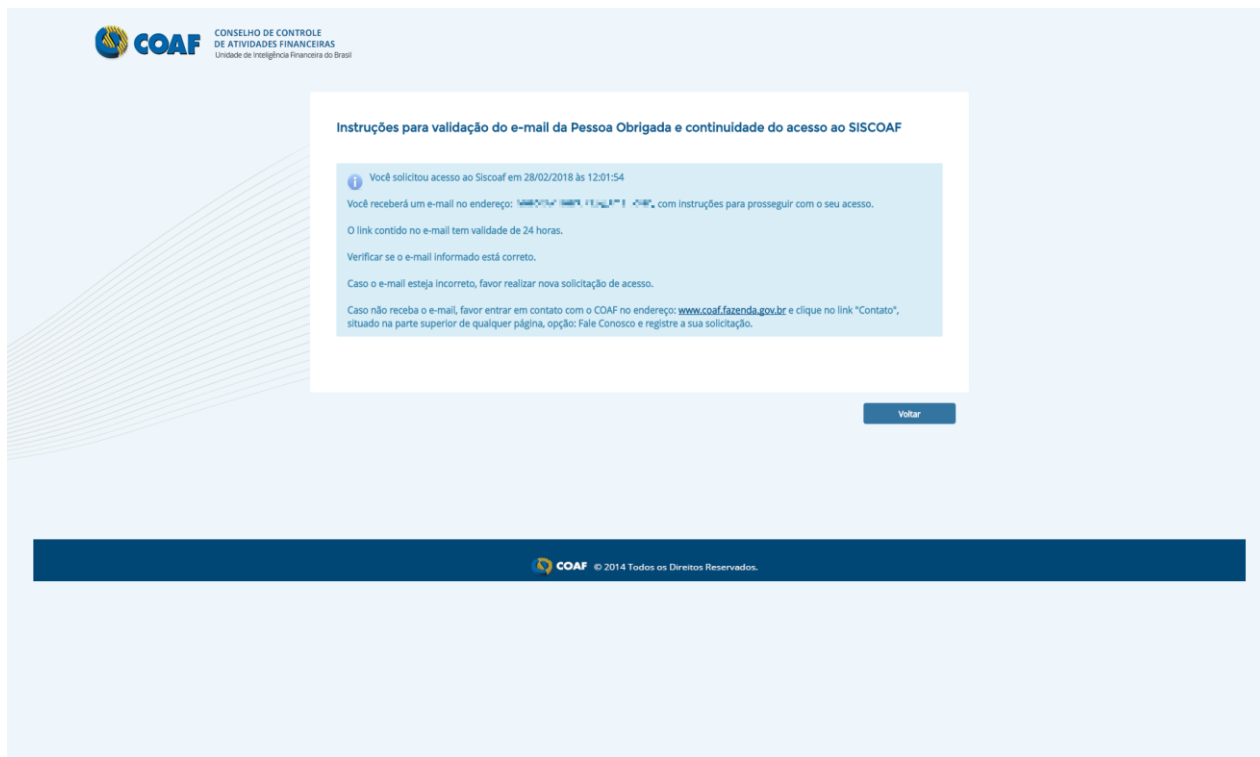 COAF
CONSELHO DE CONTROLE
DE ATIVIDADES FINANCEIRAS
Unidade de Inteligência Financeira do Brasil
Instruções para validação do e-mail da Pessoa Obrigada e continuidade do acesso ao SISCOAF
Você solicitou acesso ao Siscoaf em 28/02/2018 às 12:01:54
Você receberá um e-mail no endereço: , com instruções para prosseguir com o seu acesso.
O link contido no e-mail tem validade de 24 horas.
Verificar se o e-mail informado está correto.
Caso o e-mail esteja incorreto, favor realizar nova solicitação de acesso.
Caso não receba o e-mail, favor entrar em contato com o COAF no endereço: www.coaf.fazenda.gov.br e clique no link "Contato",
situado na parte superior de qualquer página, opção: Fale Conosco e registre a sua solicitação.
Voltar
COAF © 2014 Todos os Direitos Reservados.